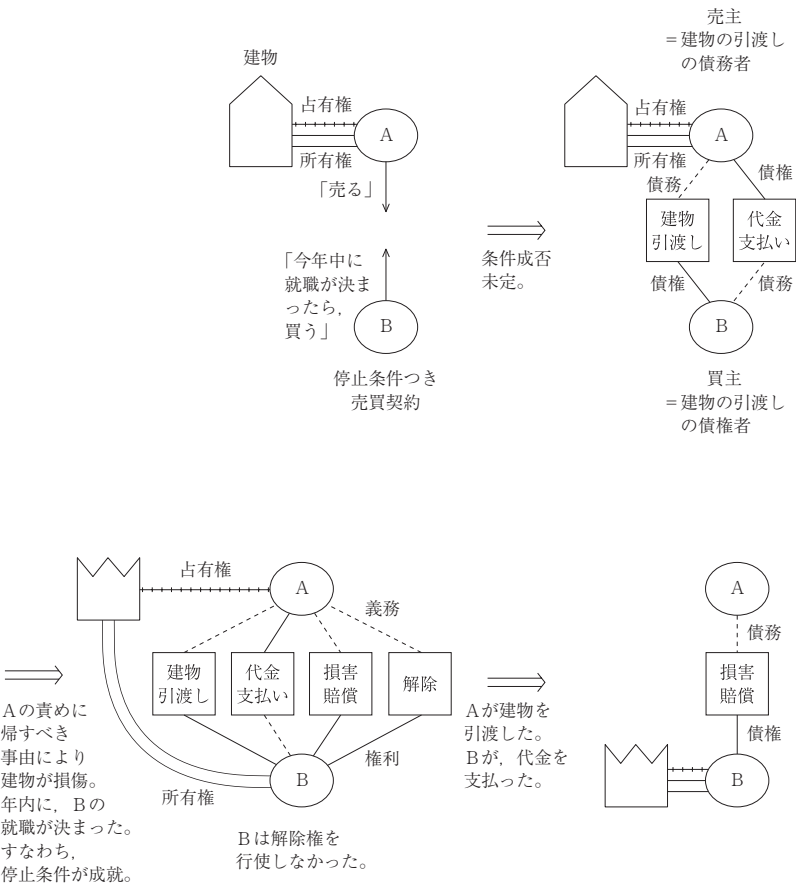 建物
占有権
A
所有権
「売る」
「今年中に
就職が決ま
ったら,
買う」
B
停止条件つき
売買契約
条件成否
未定。
売主
＝建物の引渡し
の債務者
占有権
A
所有権
債務
債権
建物
引渡し
代金
支払い
債権
債務
B
買主
＝建物の引渡し
の債権者
Aの責めに
帰すべき
事由により
建物が損傷。
年内に,Bの
就職が決まった。
すなわち,
停止条件が成就。
占有権
A
義務
建物
引渡し
代金
支払い
損害
賠償
解除
権利
所有権
B
Bは解除権を
行使しなかった。
Aが建物を
引渡した。
Bが,代金を
支払った。
A
債務
損害
賠償
債権
B